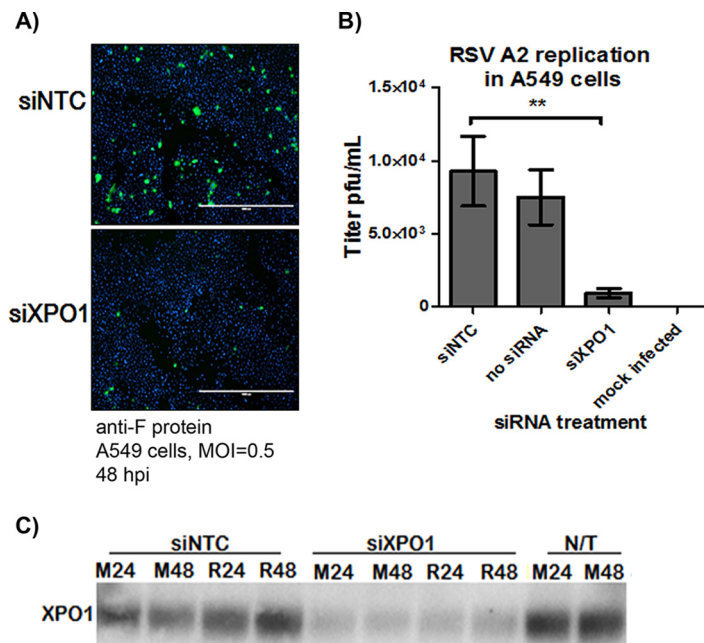 A)
siNTC
siXPO1
anti-F protein
A549 cells, MOI=0.5
48 hpi
B)
RSV A2 replication
in A549 cells
**
Titer pfu/mL
1.5×10⁴
1.0×10⁴
5.0×10³
0
siNTC
no siRNA
siXPO1
mock infected
siRNA treatment
C)
siNTC siXPO1 N/T
M24 M48 R24 R48 M24 M48 R24 R48 M24 M48
XPO1